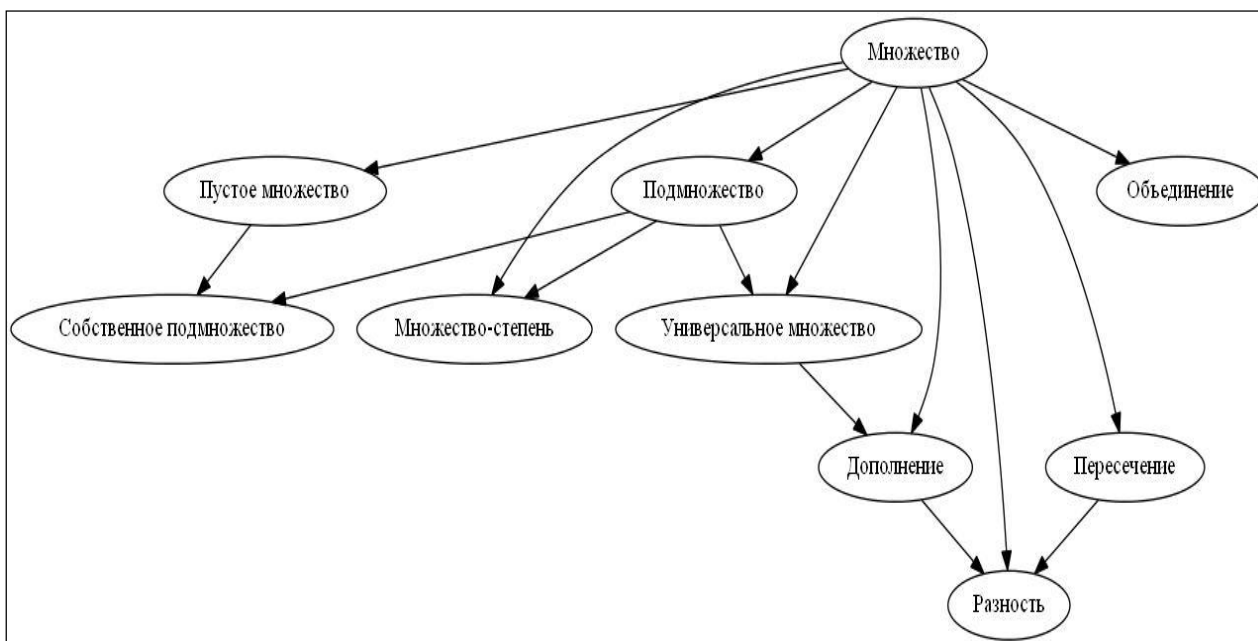 Множество
Пустое множество
Подмножество
Объединение
Собственное подмножество
Множество-степень
Универсальное множество
Дополнение
Пересечение
Разность